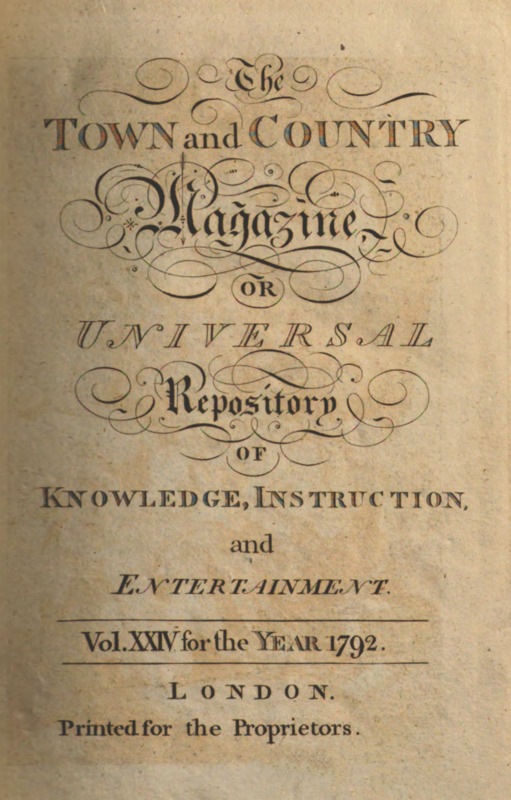 The
TOWN and COUNTRY
Magazine,
OR
UNIVERSAL
Repository
OF
KNOWLEDGE, INSTRUCTION,
and
ENTERTAINMENT.
Vol. XXIV for the YEAR 1792.
LONDON.
Printed for the Proprietors.